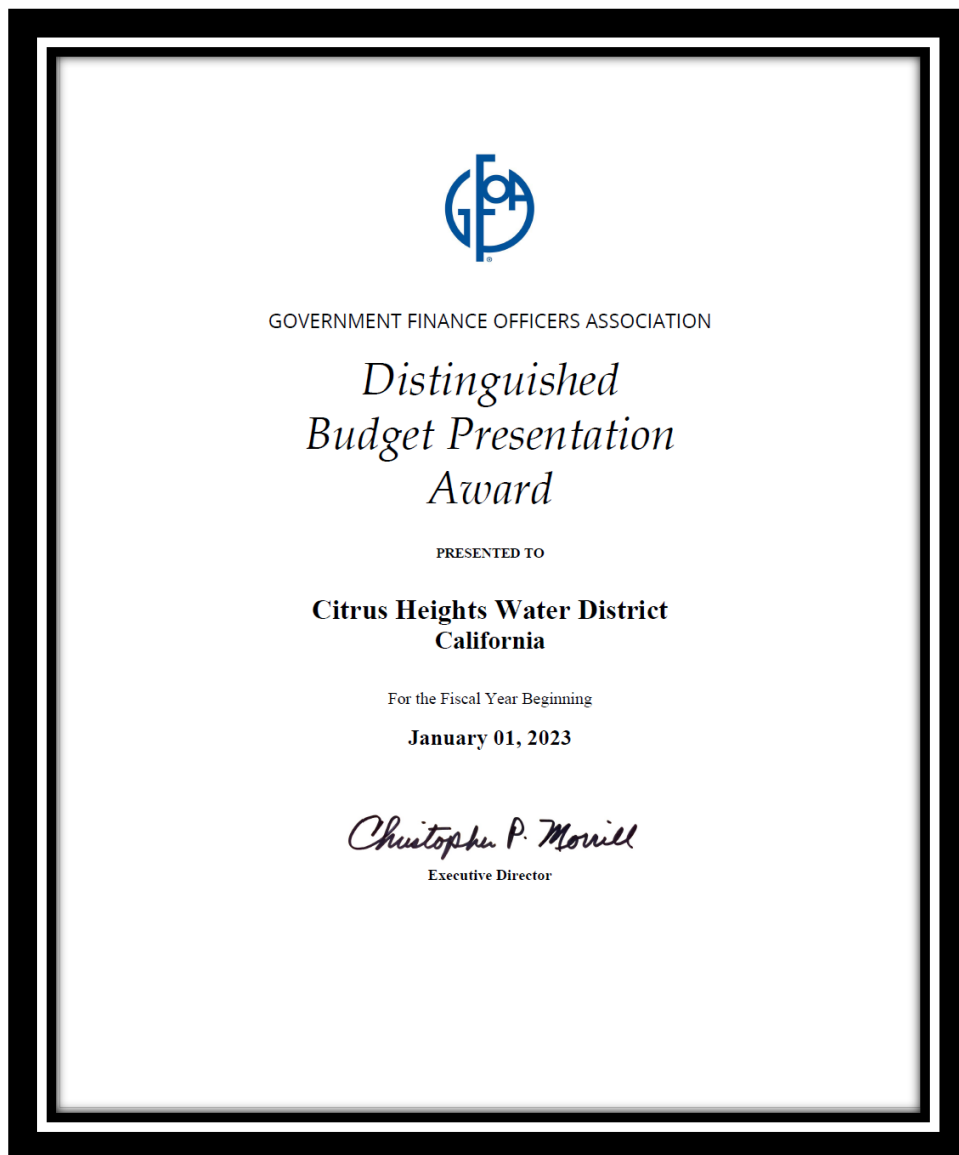 GFOA
®
GOVERNMENT FINANCE OFFICERS ASSOCIATION
Distinguished
Budget Presentation
Award
PRESENTED TO
Citrus Heights Water District
California
For the Fiscal Year Beginning
January 01, 2023
Christopher P. Morrill
Executive Director